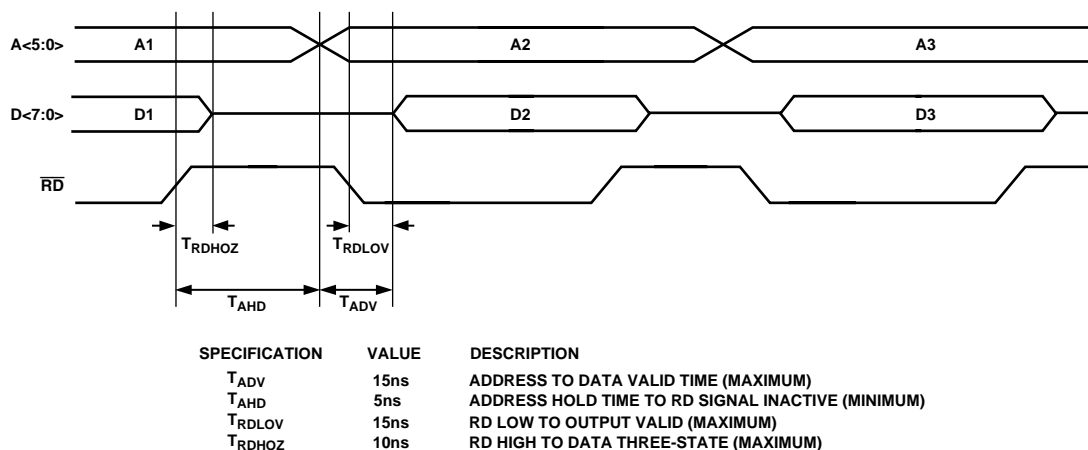 A<5:0> A1 A2 A3
D<7:0> D1 D2 D3
RD
TRDHOZ TRDLOV
TAHD TADV
SPECIFICATION VALUE DESCRIPTION
TADV 15ns ADDRESS TO DATA VALID TIME (MAXIMUM)
TAHD 5ns ADDRESS HOLD TIME TO RD SIGNAL INACTIVE (MINIMUM)
TRDLOV 15ns RD LOW TO OUTPUT VALID (MAXIMUM)
TRDHOZ 10ns RD HIGH TO DATA THREE-STATE (MAXIMUM)